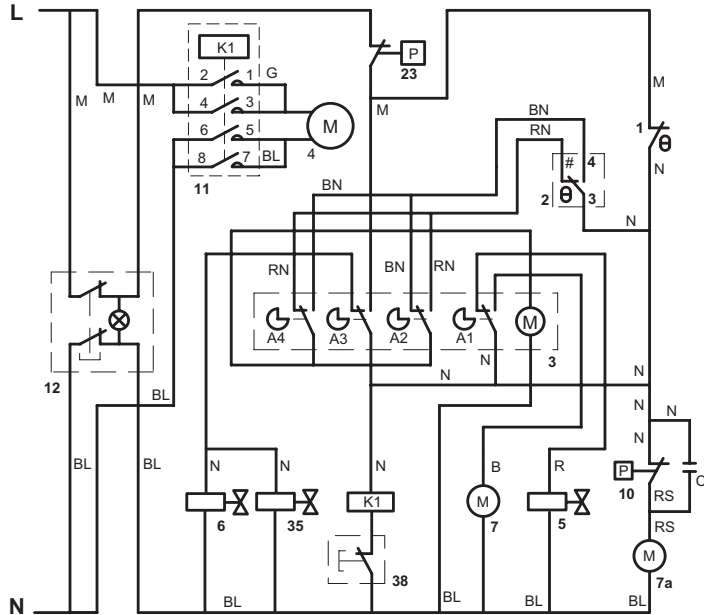 L
K1
2 1 G
P
23
M M M
4 3
M
4
M
M
6 5
BN
1
RN
8 7 BL
# 4
N
11
BN
2 3
N
RN BN RN
M
A4 A3 A2 A1
N
3
12
N
N
BL
N N
BL BL
N N N B R
N
P
C
K1
M
10 RS
6 35 7 5
RS
M
38
7a
N BL BL BL BL